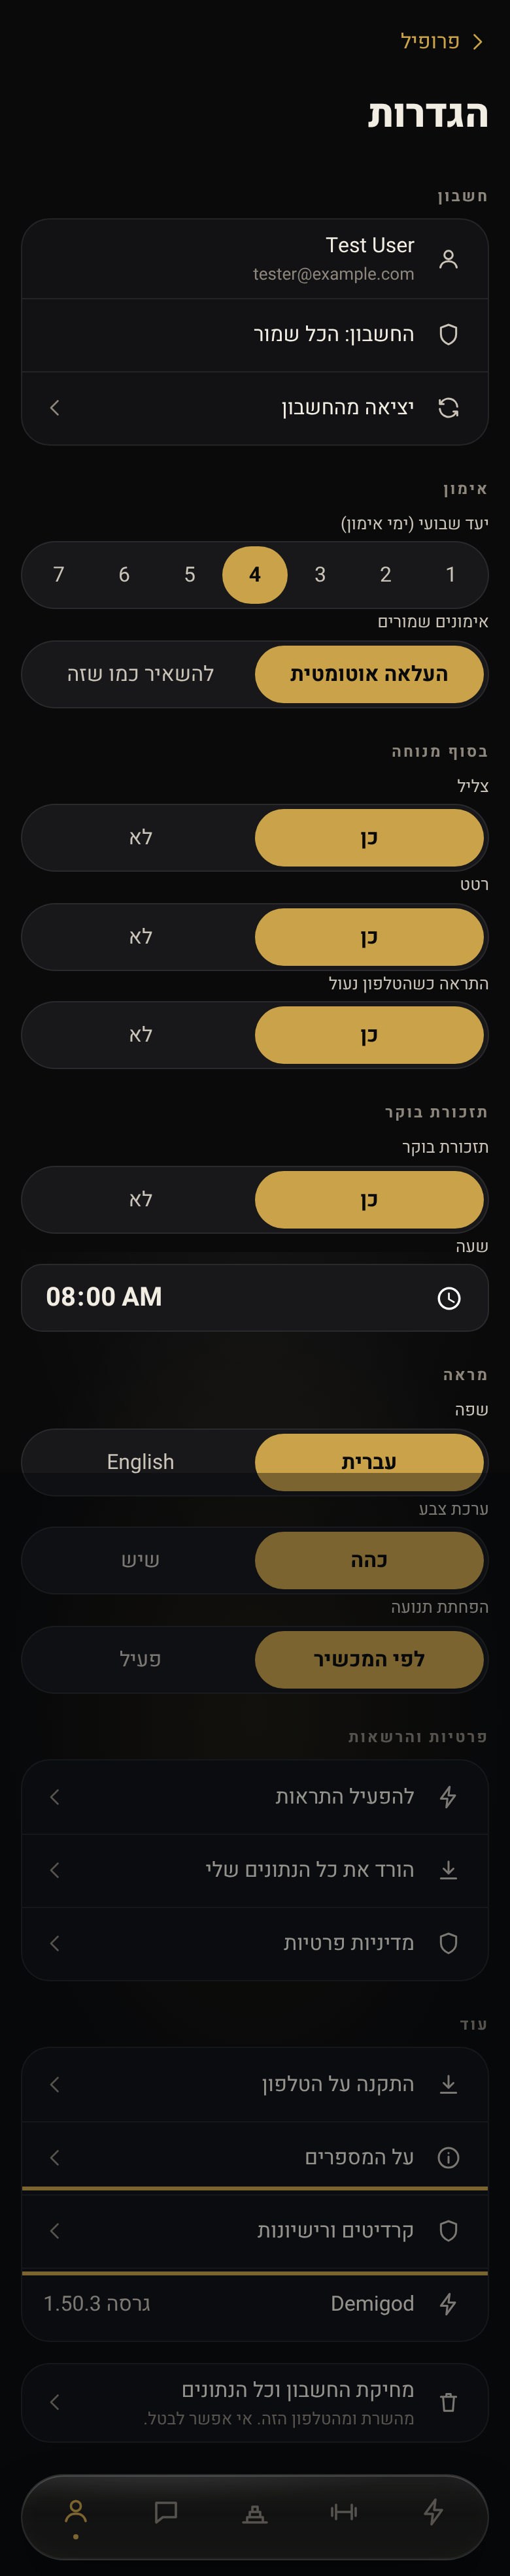 פרופיל
הגדרות
חשבון
Test User
tester@example.com
החשבון: הכל שמור
יציאה מהחשבון
אימון
יעד שבועי (ימי אימון)
1 2 3 4 5 6 7
אימונים שמורים
העלאה אוטומטית להשאיר כמו שזה
בסוף מנוחה
צליל
כן לא
רטט
כן לא
התראה כשהטלפון נעול
כן לא
תזכורת בוקר
תזכורת בוקר
כן לא
שעה
08:00 AM
מראה
שפה
עברית English
ערכת צבע
כהה שיש
הפחתת תנועה
לפי המכשיר פעיל
פרטיות והרשאות
להפעיל התראות
הורד את כל הנתונים שלי
מדיניות פרטיות
עוד
התקנה על הטלפון
על המספרים
קרדיטים ורישיונות
Demigod גרסה 1.50.3
מחיקת החשבון וכל הנתונים
מהשרת ומהטלפון הזה. אי אפשר לבטל.